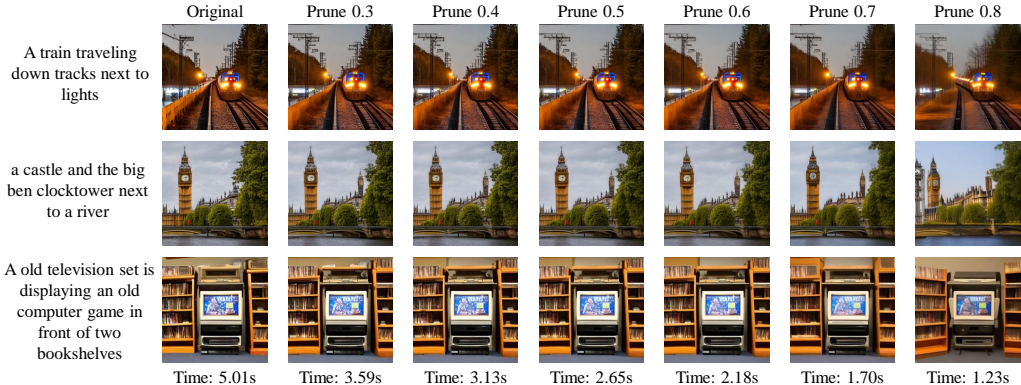 Original Prune 0.3 Prune 0.4 Prune 0.5 Prune 0.6 Prune 0.7 Prune 0.8
A train traveling
down tracks next to
lights
a castle and the big
ben clocktower next
to a river
A old television set is
displaying an old
computer game in
front of two
bookshelves
Time: 5.01s Time: 3.59s Time: 3.13s Time: 2.65s Time: 2.18s Time: 1.70s Time: 1.23s